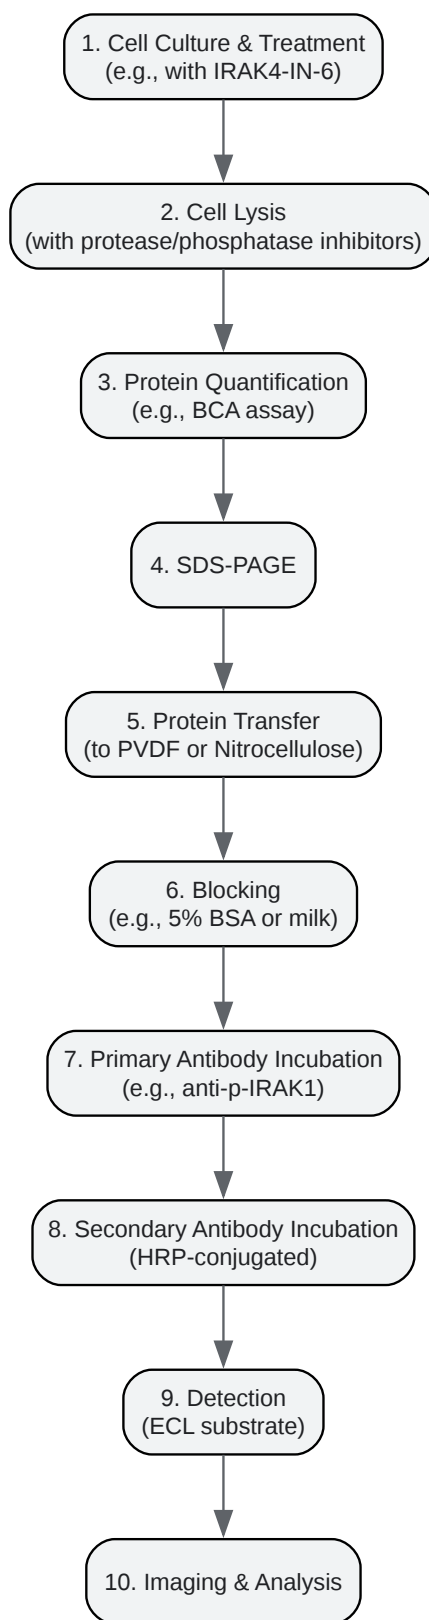 1. Cell Culture & Treatment
(e.g., with IRAK4-IN-6)
2. Cell Lysis
(with protease/phosphatase inhibitors)
3. Protein Quantification
(e.g., BCA assay)
4. SDS-PAGE
5. Protein Transfer
(to PVDF or Nitrocellulose)
6. Blocking
(e.g., 5% BSA or milk)
7. Primary Antibody Incubation
(e.g., anti-p-IRAK1)
8. Secondary Antibody Incubation
(HRP-conjugated)
9. Detection
(ECL substrate)
10. Imaging & Analysis